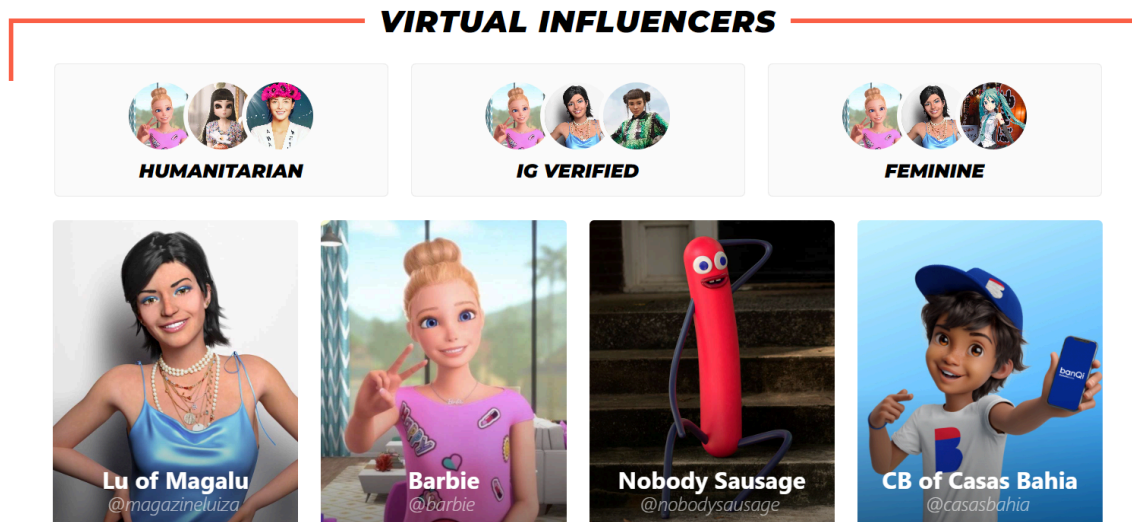 VIRTUAL INFLUENCERS
HUMANITARIAN
IG VERIFIED
FEMININE
banQi
Lu of Magalu
Barbie
Nobody Sausage
CB of Casas Bahia
@magazineluiza
@barbie
@nobodysausage
@casasbahia